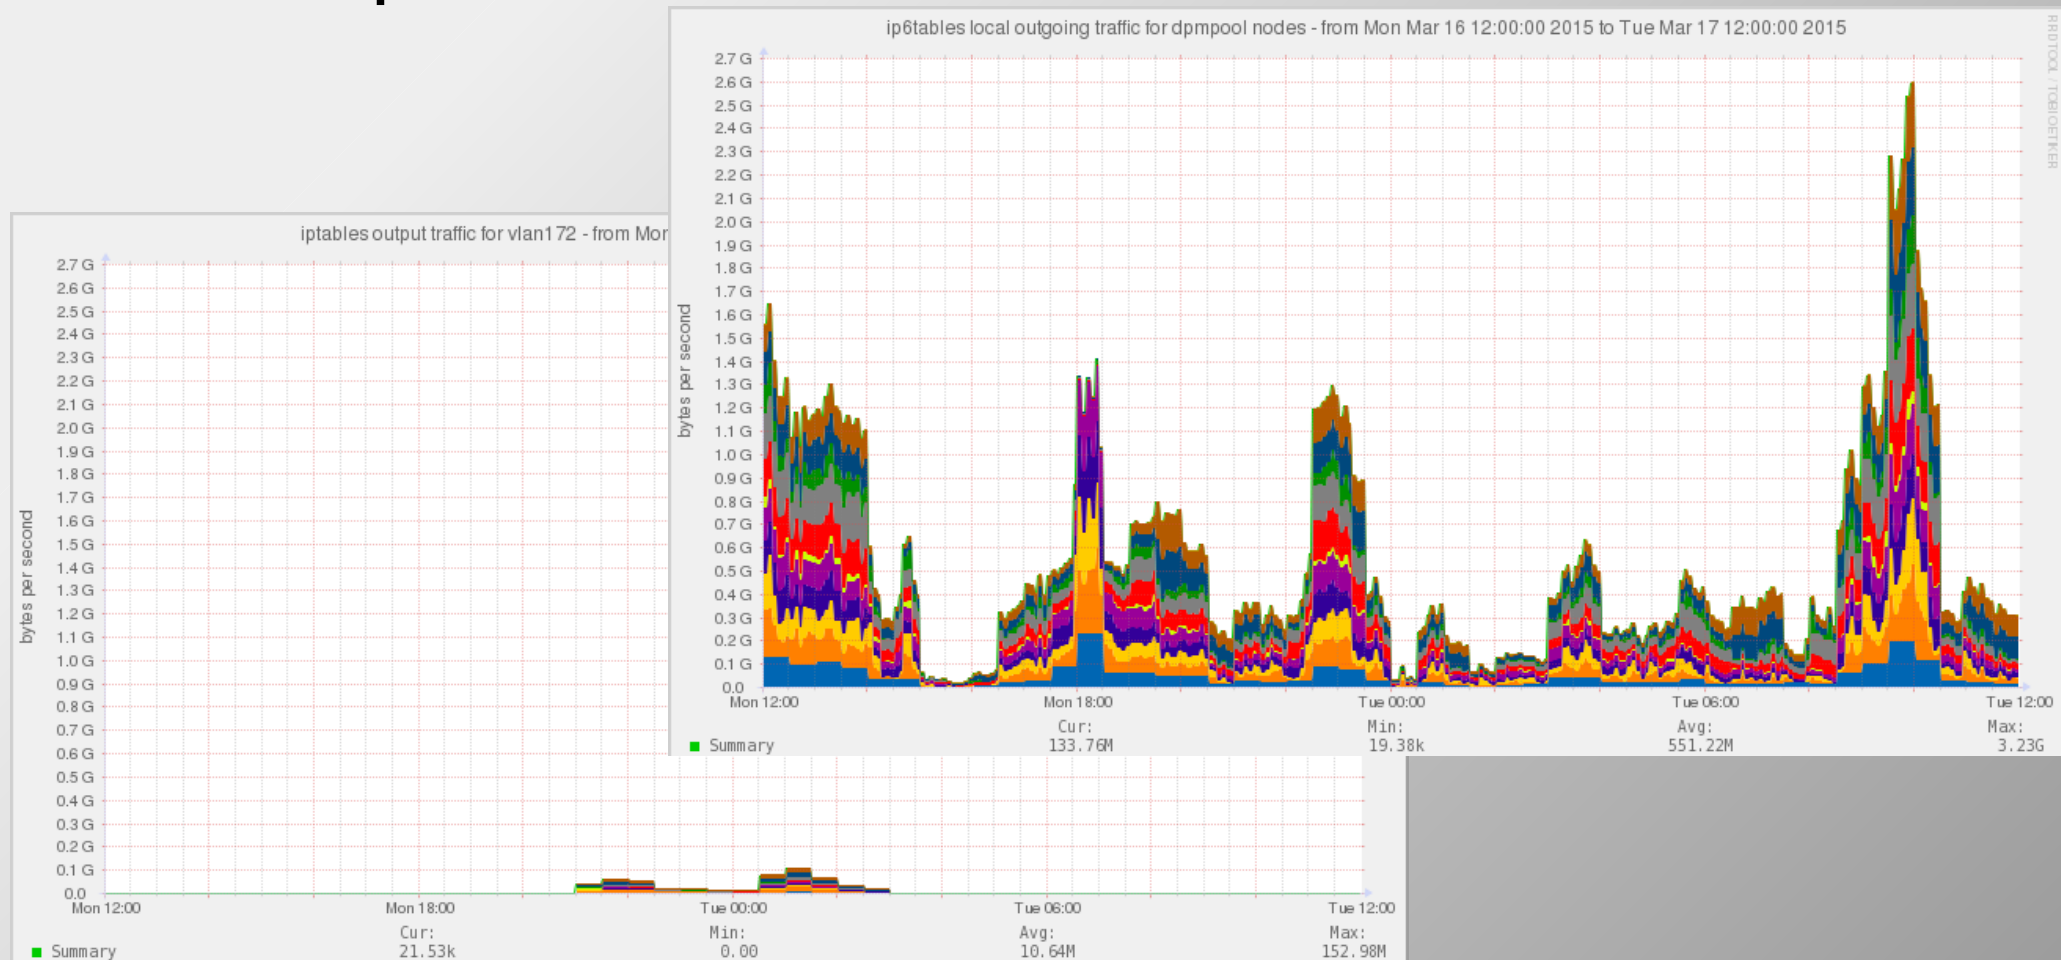 ip6tables local outgoing traffic for dpmpool nodes - from Mon Mar 16 12:00:00 2015 to Tue Mar 17 12:00:00 2015
RRDTOOL / TOBI OETIKER
bytes per second
2.7 G
2.6 G
2.5 G
2.4 G
2.3 G
2.2 G
2.1 G
2.0 G
1.9 G
1.8 G
1.7 G
1.6 G
1.5 G
1.4 G
1.3 G
1.2 G
1.1 G
1.0 G
0.9 G
0.8 G
0.7 G
0.6 G
0.5 G
0.4 G
0.3 G
0.2 G
0.1 G
0.0
Mon 12:00 Mon 18:00 Tue 00:00 Tue 06:00 Tue 12:00
Cur: Min: Avg: Max:
Summary 133.76M 19.38k 551.22M 3.23G
iptables output traffic for vlan172 - from Mor
bytes per second
2.7 G
2.6 G
2.5 G
2.4 G
2.3 G
2.2 G
2.1 G
2.0 G
1.9 G
1.8 G
1.7 G
1.6 G
1.5 G
1.4 G
1.3 G
1.2 G
1.1 G
1.0 G
0.9 G
0.8 G
0.7 G
0.6 G
0.5 G
0.4 G
0.3 G
0.2 G
0.1 G
0.0
Mon 12:00 Mon 18:00 Tue 00:00 Tue 06:00 Tue 12:00
Cur: Min: Avg: Max:
Summary 21.53k 0.00 10.64M 152.98M